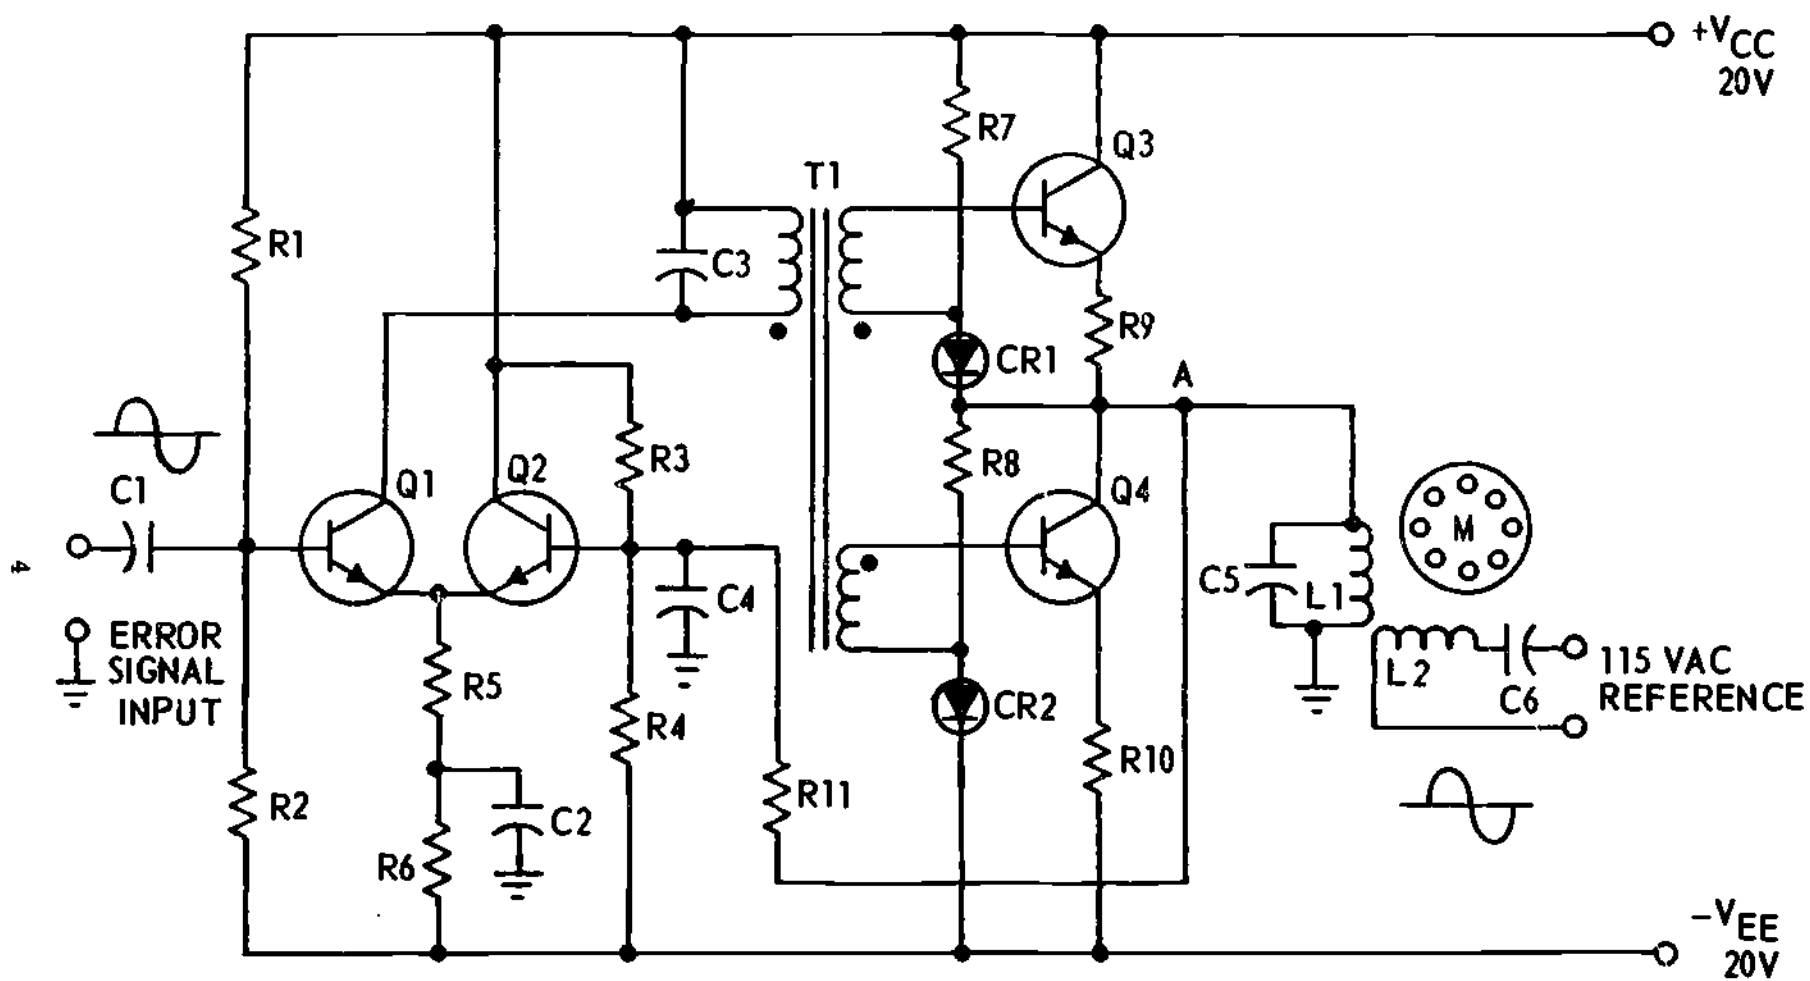 +VCC
20V
R7
Q3
T1
R1
C3
R9
CR1
A
R3
R8
C1
Q1
Q2
Q4
M
4
C5
L1
C4
ERROR
SIGNAL
INPUT
R5
R4
CR2
L2
C6
115 VAC
REFERENCE
R2
R6
C2
R11
R10
-VEE
20V